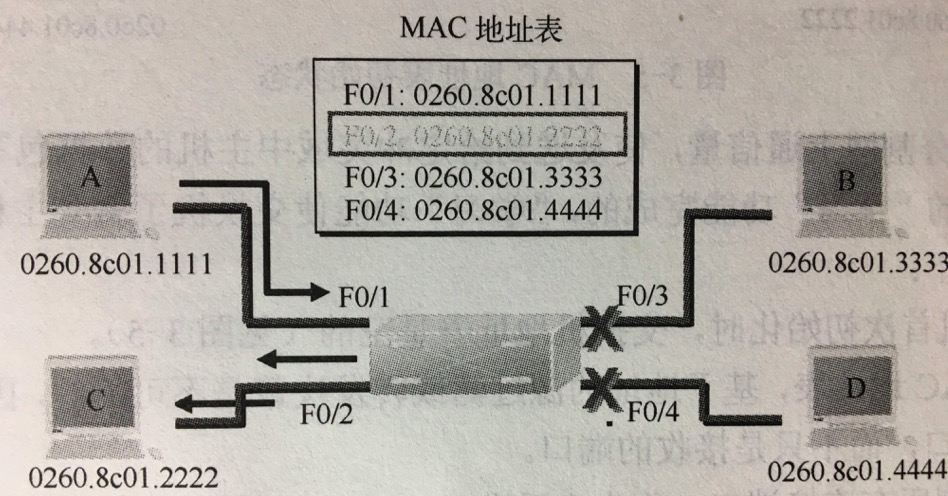 MAC 地址表
F0/1: 0260.8c01.1111
F0/2: 0260.8c01.2222
F0/3: 0260.8c01.3333
F0/4: 0260.8c01.4444
A
B
0260.8c01.1111
0260.8c01.3333
F0/1
F0/3
C
D
F0/2
F0/4
0260.8c01.2222
0260.8c01.4444